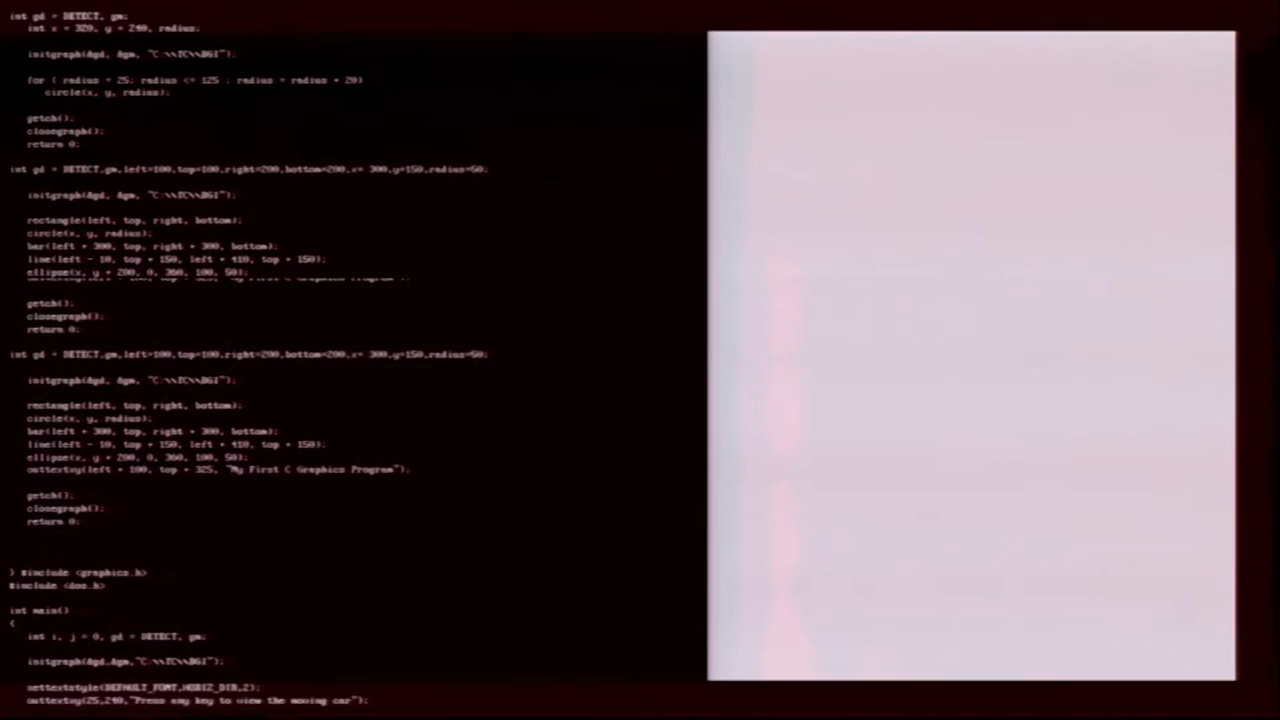 int gd = DETECT, gm;
int x = 320, y = 240, radius;
initgraph(&gd, &gm, "C:\\TC\\BGI");
for ( radius = 25; radius <= 125 ; radius = radius + 20)
circle(x, y, radius);
getch();
closegraph();
return 0;
int gd = DETECT,gm,left=100,top=100,right=200,bottom=200,x= 300,y=150,radius=50;
initgraph(&gd, &gm, "C:\\TC\\BGI");
rectangle(left, top, right, bottom);
circle(x, y, radius);
bar(left + 300, top, right + 300, bottom);
line(left - 10, top + 150, left + 410, top + 150);
ellipse(x, y + 200, 0, 360, 100, 50);
outtextxy(left + 100, top + 325, "My First C Graphics Program");
getch();
closegraph();
return 0;
int gd = DETECT,gm,left=100,top=100,right=200,bottom=200,x= 300,y=150,radius=50;
initgraph(&gd, &gm, "C:\\TC\\BGI");
rectangle(left, top, right, bottom);
circle(x, y, radius);
bar(left + 300, top, right + 300, bottom);
line(left - 10, top + 150, left + 410, top + 150);
ellipse(x, y + 200, 0, 360, 100, 50);
outtextxy(left + 100, top + 325, "My First C Graphics Program");
getch();
closegraph();
return 0;
} #include <graphics.h>
#include <dos.h>
int main()
{
int i, j = 0, gd = DETECT, gm;
initgraph(&gd,&gm,"C:\\TC\\BGI");
settextstyle(DEFAULT_FONT,HORIZ_DIR,2);
outtextxy(25,240,"Press any key to view the moving car");